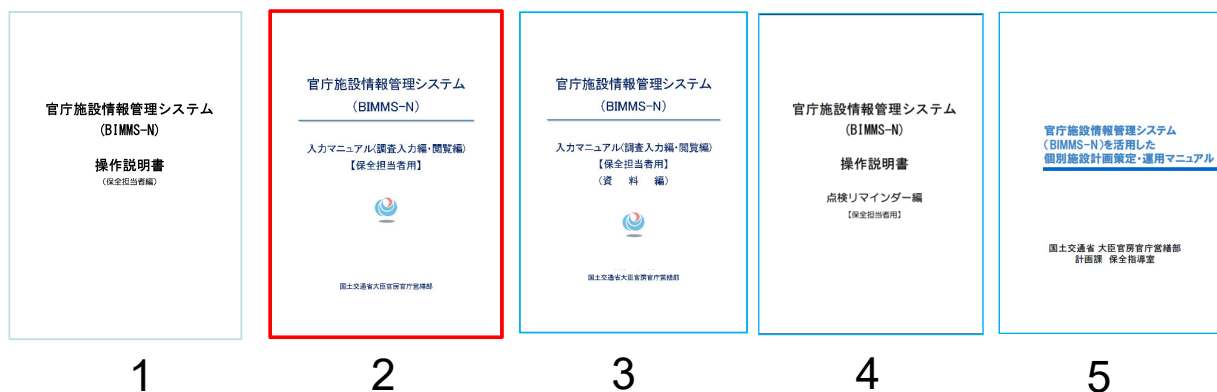 官庁施設情報管理システム
(BIMMS-N)
操作説明書
(保全担当者編)
1
官庁施設情報管理システム
(BIMMS-N)
入力マニュアル(調査入力編・閲覧編)
【保全担当者用】
国土交通省大臣官房官庁営繕部
2
官庁施設情報管理システム
(BIMMS-N)
入力マニュアル(調査入力編・閲覧編)
【保全担当者用】
(資 料 編)
国土交通省大臣官房官庁営繕部
3
官庁施設情報管理システム
(BIMMS-N)
操作説明書
点検リマインダー編
【保全担当者用】
4
官庁施設情報管理システム
(BIMMS-N)を活用した
個別施設計画策定・運用マニュアル
国土交通省 大臣官房官庁営繕部
計画課 保全指導室
5